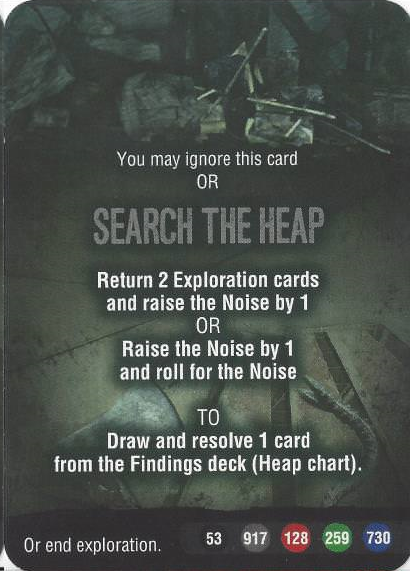 You may ignore this card
OR
SEARCH THE HEAP
Return 2 Exploration cards
and raise the Noise by 1
OR
Raise the Noise by 1
and roll for the Noise
TO
Draw and resolve 1 card
from the Findings deck (Heap chart).
Or end exploration. 53 917 128 259 730